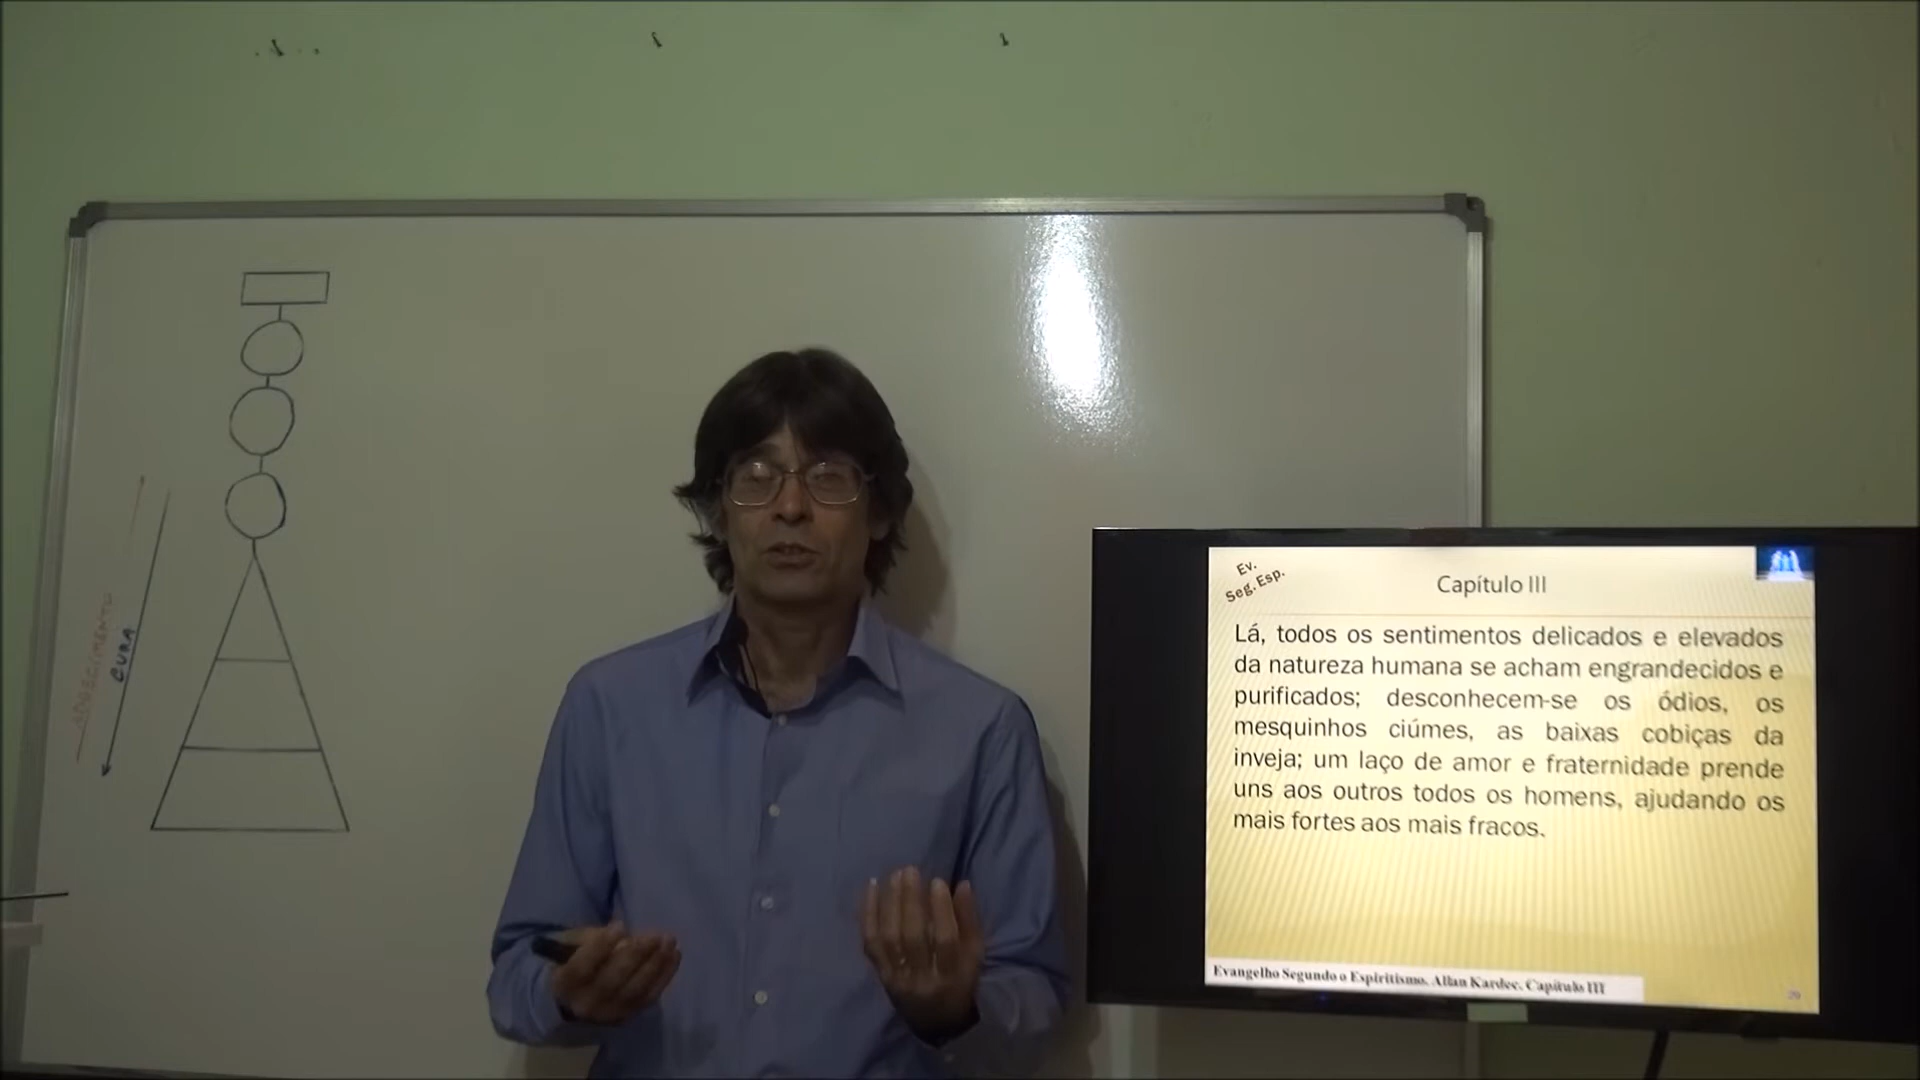 ADOECIMENTO
CURA
Ev.
Seg. Esp.
Capítulo III
Lá, todos os sentimentos delicados e elevados
da natureza humana se acham engrandecidos e
purificados; desconhecem-se os ódios, os
mesquinhos ciúmes, as baixas cobiças da
inveja; um laço de amor e fraternidade prende
uns aos outros todos os homens, ajudando os
mais fortes aos mais fracos.
Evangelho Segundo o Espiritismo. Allan Kardec. Capítulo III
29